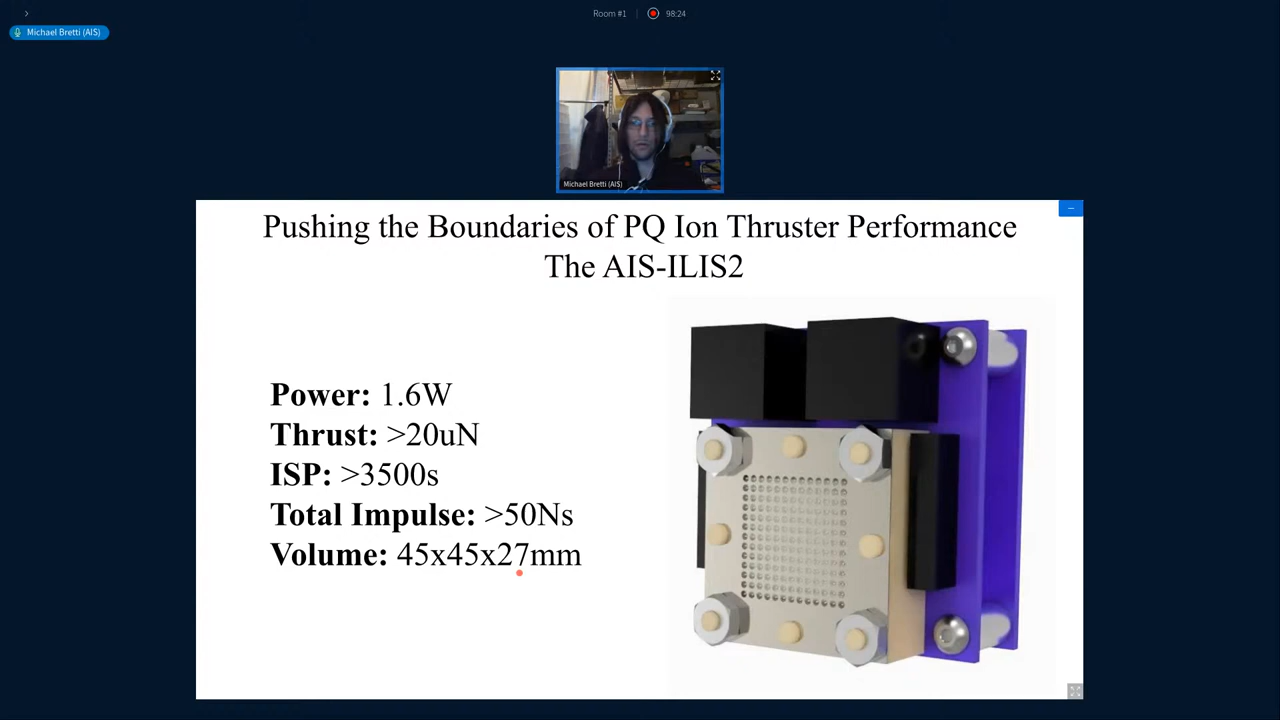 Room #1
98:24
Michael Bretti (AIS)
Michael Bretti (AIS)
Pushing the Boundaries of PQ Ion Thruster Performance
The AIS-ILIS2
Power: 1.6W
Thrust: >20uN
ISP: >3500s
Total Impulse: >50Ns
Volume: 45x45x27mm